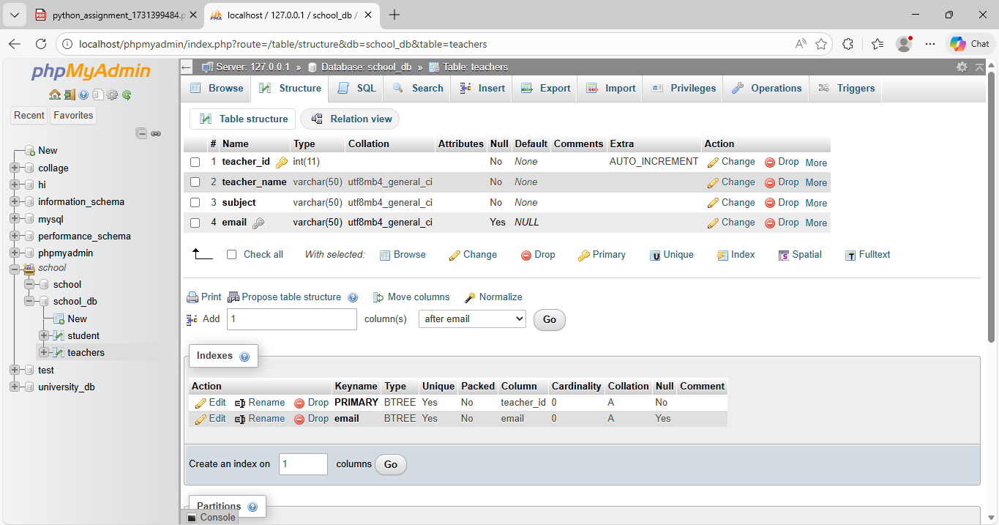 python_assignment_1731399484.p
localhost / 127.0.0.1 / school_db /
localhost/phpmyadmin/index.php?route=/table/structure&db=school_db&table=teachers
Chat
phpMyAdmin
Recent Favorites
New
collage
hi
information_schema
mysql
performance_schema
phpmyadmin
school
school
school_db
New
student
teachers
test
university_db
Server: 127.0.0.1 » Database: school_db » Table: teachers
Browse Structure SQL Search Insert Export Import Privileges Operations Triggers
Table structure Relation view
# Name Type Collation Attributes Null Default Comments Extra Action
1 teacher_id int(11) No None AUTO_INCREMENT Change Drop More
2 teacher_name varchar(50) utf8mb4_general_ci No None Change Drop More
3 subject varchar(50) utf8mb4_general_ci No None Change Drop More
4 email varchar(50) utf8mb4_general_ci Yes NULL Change Drop More
Check all With selected: Browse Change Drop Primary Unique Index Spatial Fulltext
Print Propose table structure Move columns Normalize
Add 1 column(s) after email Go
Indexes
Action Keyname Type Unique Packed Column Cardinality Collation Null Comment
Edit Rename Drop PRIMARY BTREE Yes No teacher_id 0 A No
Edit Rename Drop email BTREE Yes No email 0 A Yes
Create an index on 1 columns Go
Partitions
Console